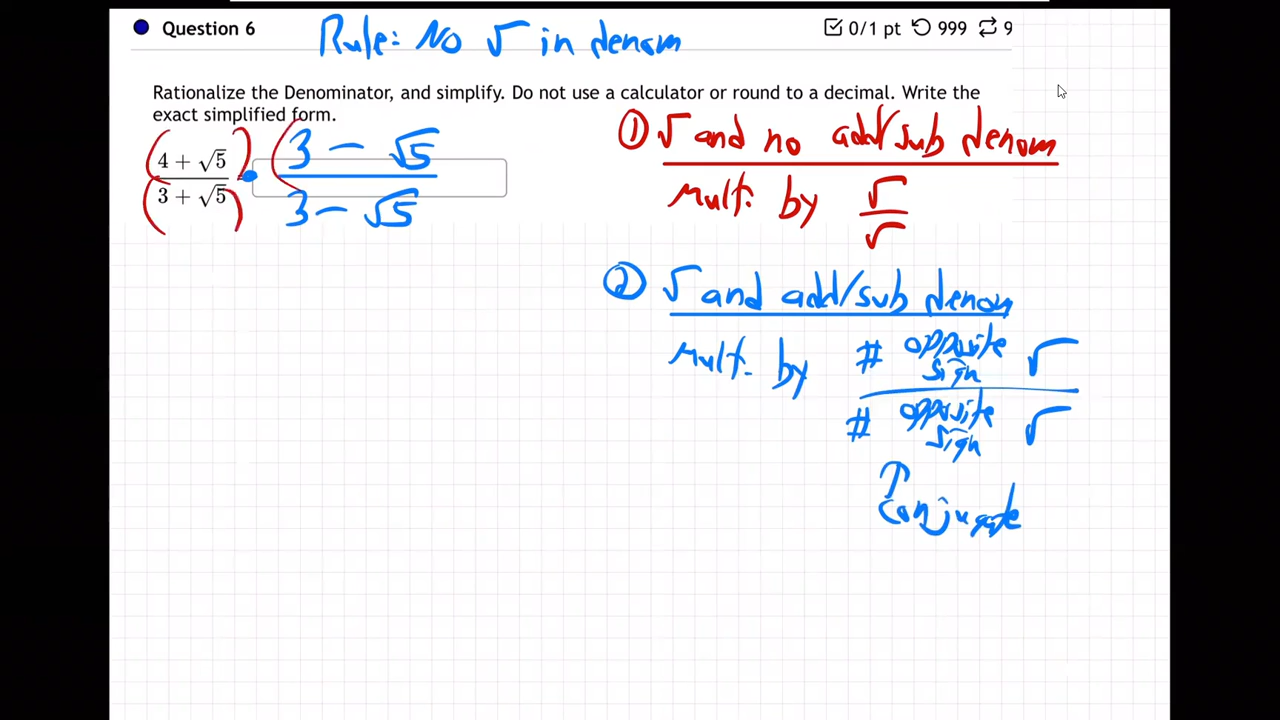 Question 6
Rule: No √ in denom
0/1 pt 999 9
Rationalize the Denominator, and simplify. Do not use a calculator or round to a decimal. Write the
exact simplified form.
(4 + √5) / (3 + √5) • (3 − √5 / 3 − √5
① √ and no add/sub denom
Mult. by √/√
② √ and add/sub denom
Mult. by # opposite sign √ / # opposite sign √
↑
conjugate